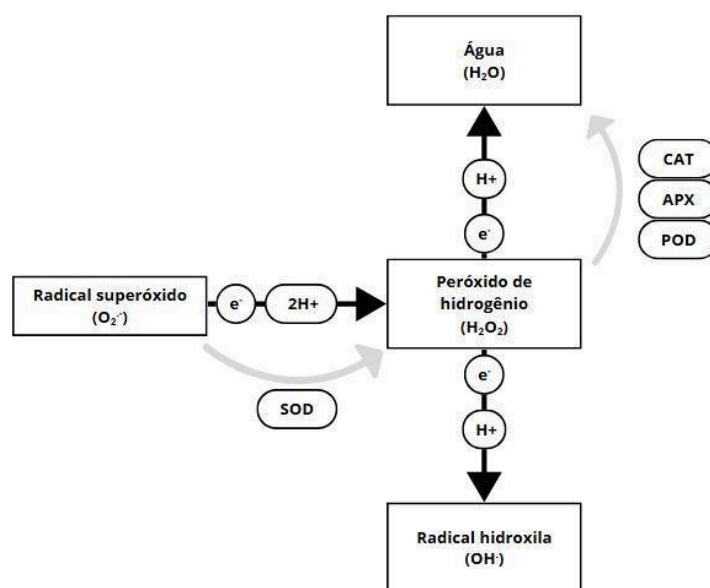 Água
(H₂O)
H+
e⁻
CAT
APX
POD
Radical superóxido
(O₂·⁻)
e⁻
2H+
Peróxido de
hidrogênio
(H₂O₂)
SOD
e⁻
H+
Radical hidroxila
(OH·)